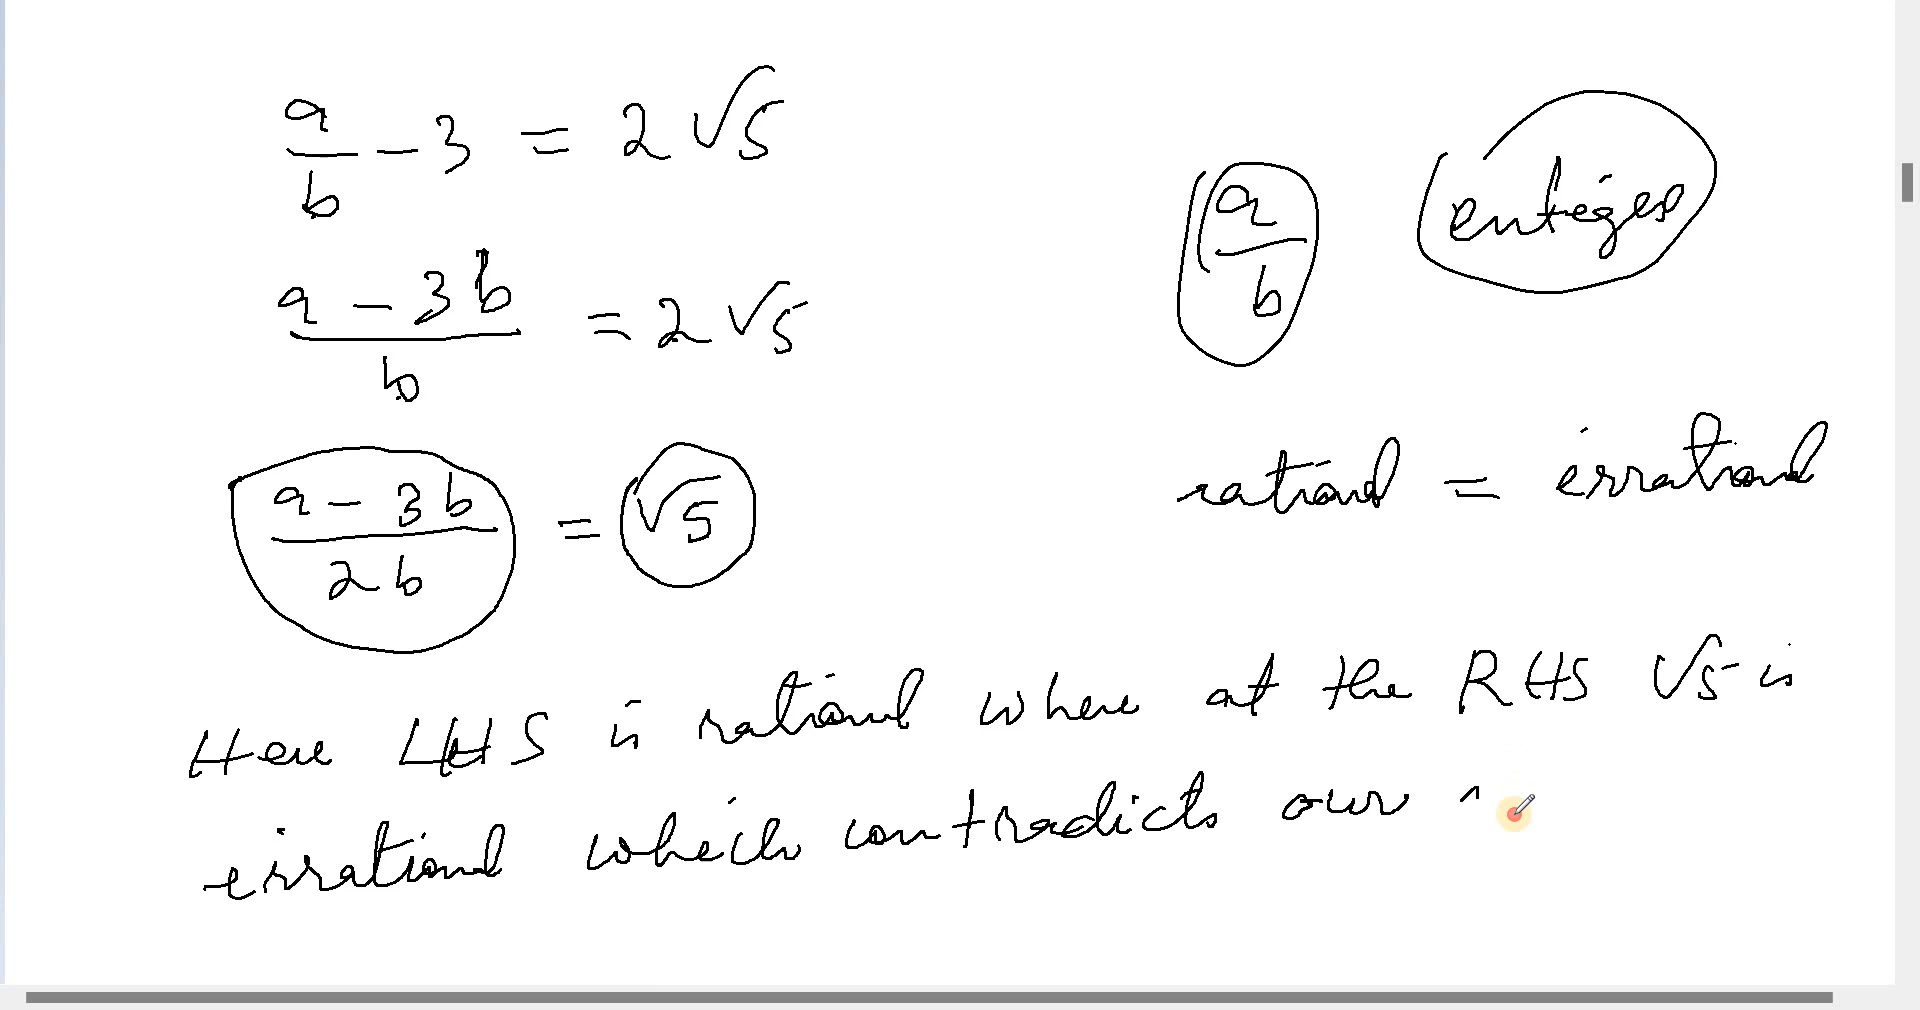 a/b - 3 = 2√5
(a - 3b)/b = 2√5
(a - 3b)/2b = √5
a/b
integer
rational = irrational
Here LHS is rational where at the RHS √5 is
irrational which contradicts our